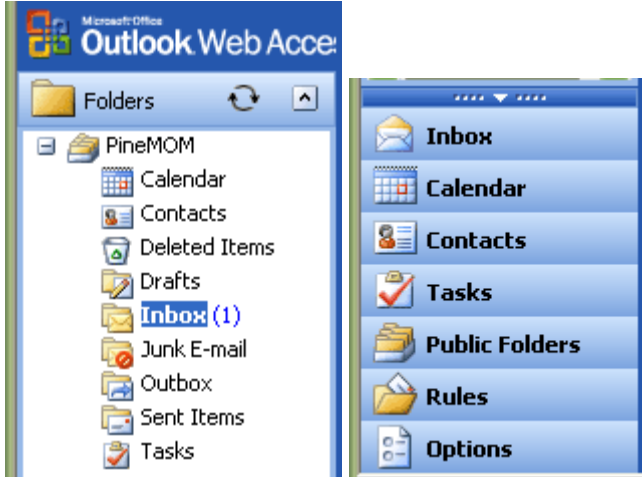 Microsoft Office
Outlook Web Acce
Folders
PineMOM
Calendar
Contacts
Deleted Items
Drafts
Inbox (1)
Junk E-mail
Outbox
Sent Items
Tasks
Inbox
Calendar
Contacts
Tasks
Public Folders
Rules
Options